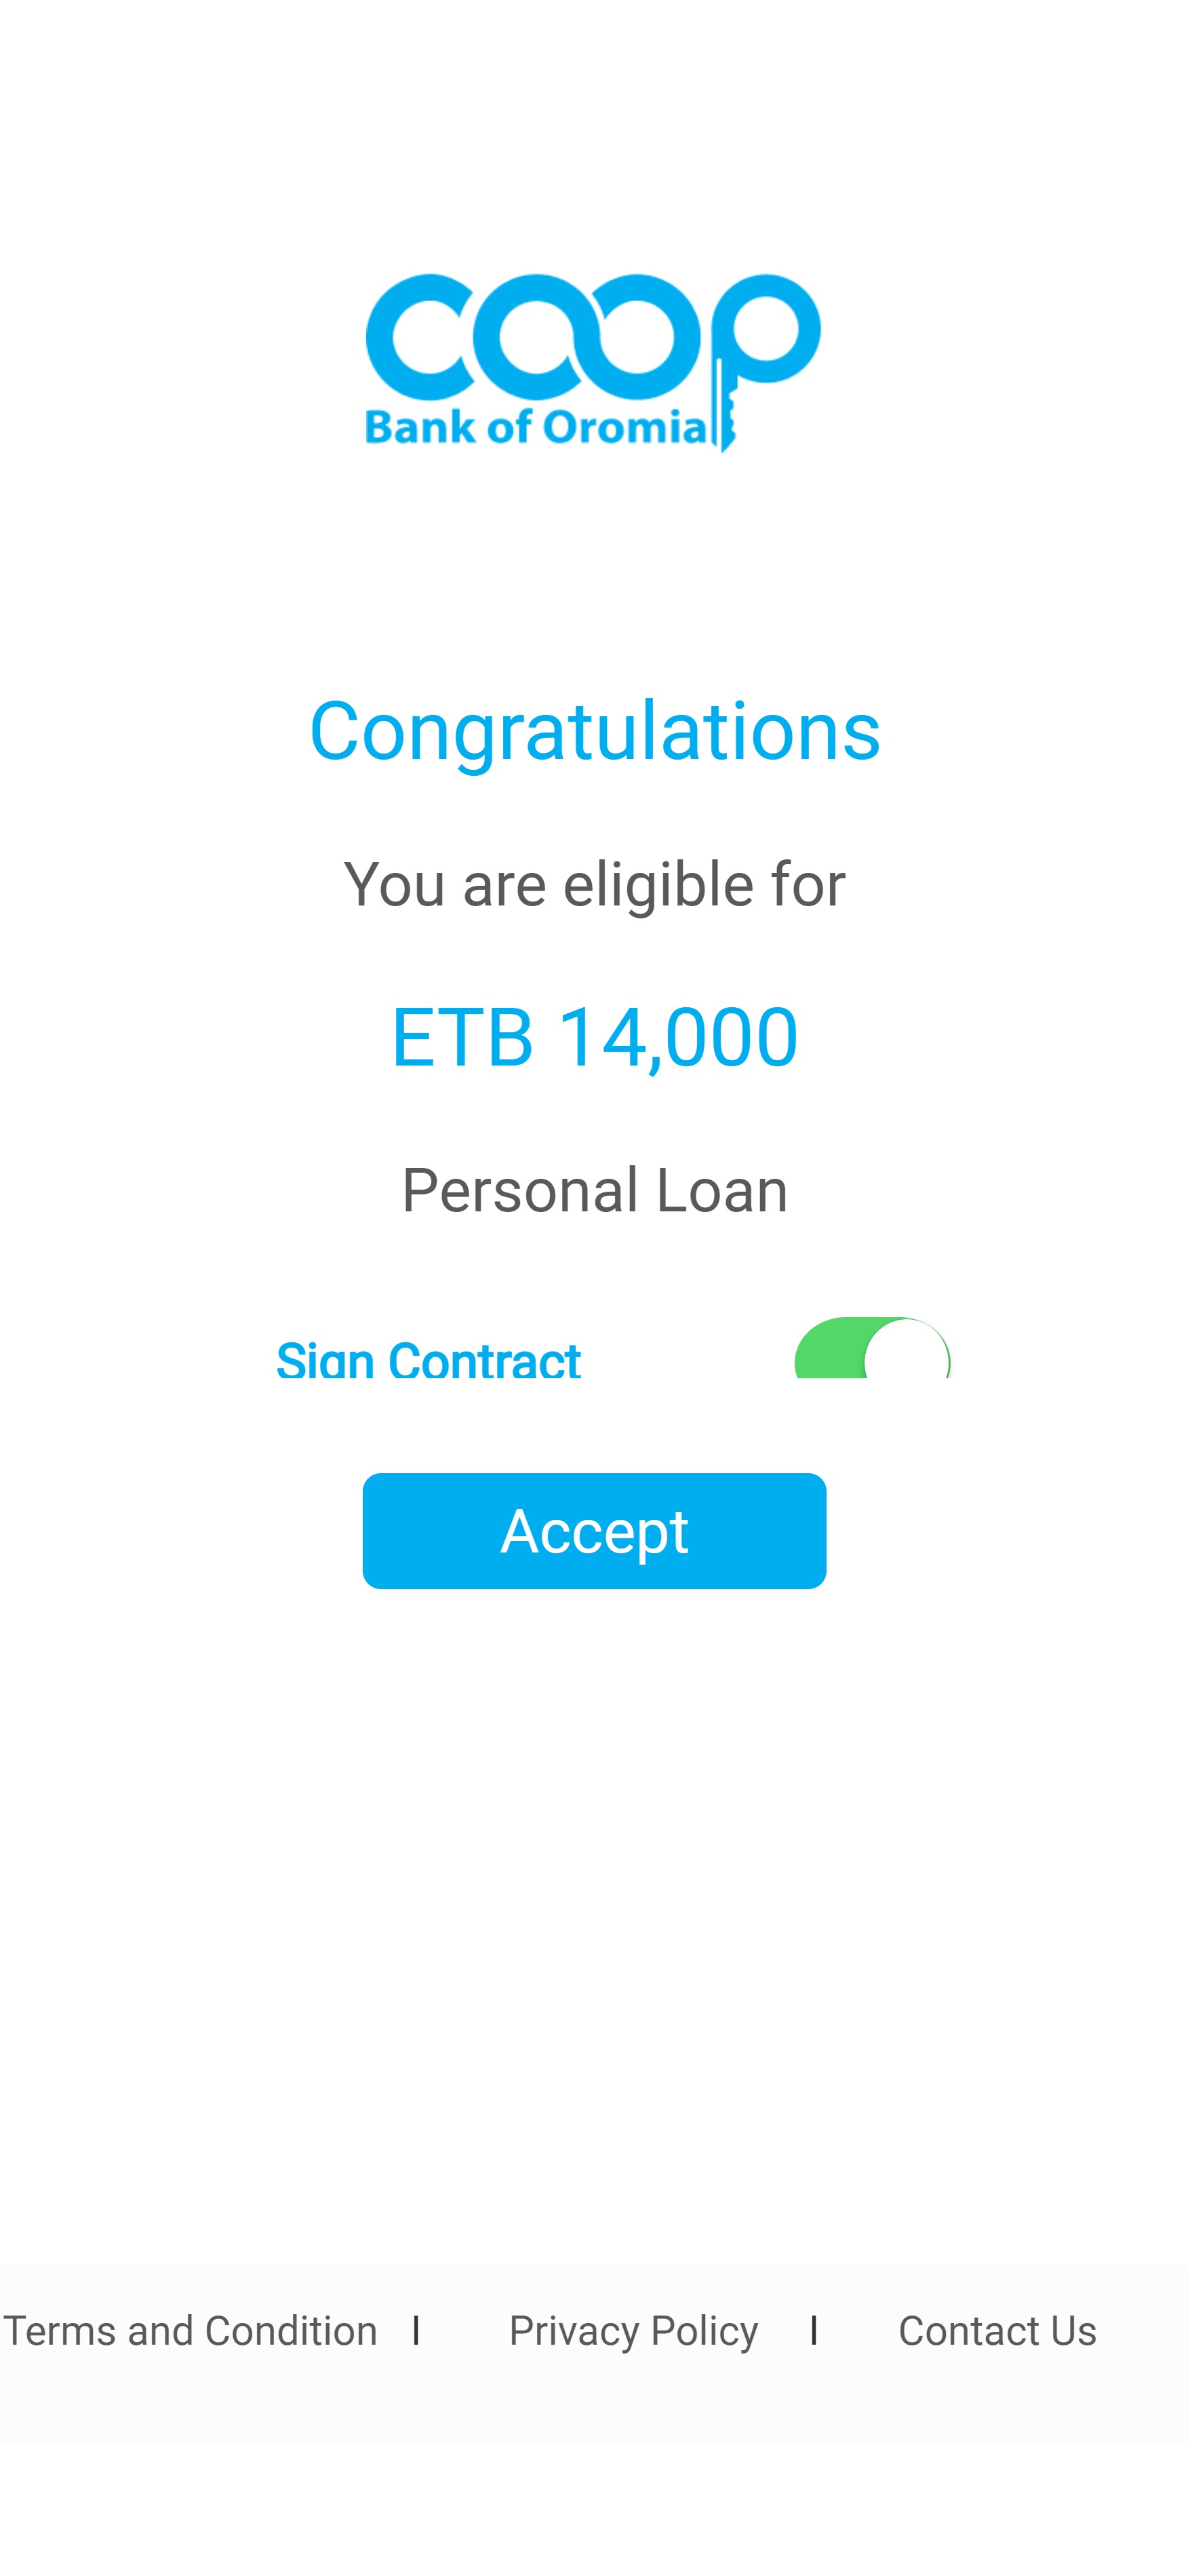 coop
Bank of Oromia
Congratulations
You are eligible for
ETB 14,000
Personal Loan
Sign Contract
Accept
Terms and Condition | Privacy Policy | Contact Us